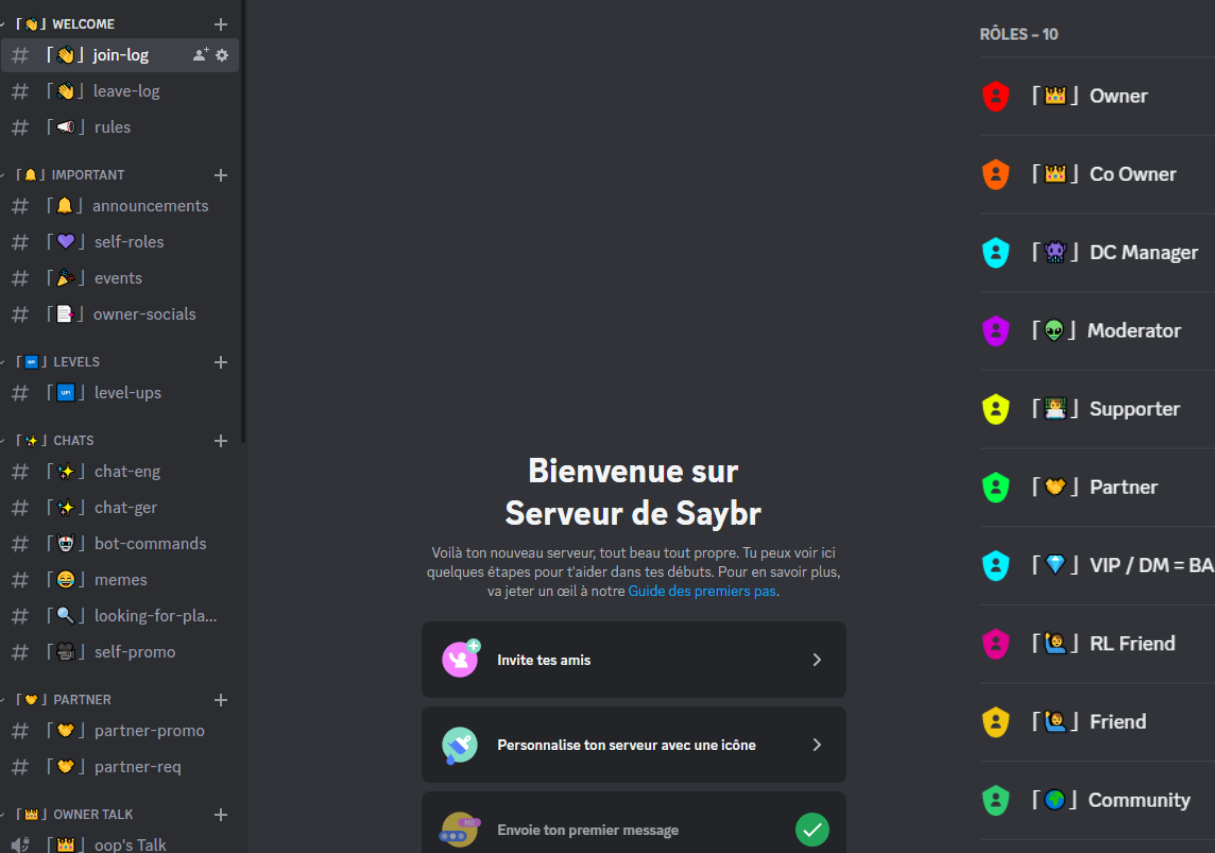 「👋」WELCOME
「👋」join-log
「👋」leave-log
「📢」rules
「🔔」IMPORTANT
「🔔」announcements
「💜」self-roles
「🎉」events
「📑」owner-socials
「🆙」LEVELS
「🆙」level-ups
「✨」CHATS
「✨」chat-eng
「✨」chat-ger
「🤖」bot-commands
「😂」memes
「🔍」looking-for-pla...
「🎥」self-promo
「🤝」PARTNER
「🤝」partner-promo
「🤝」partner-req
「👑」OWNER TALK
「👑」oop's Talk
Bienvenue sur
Serveur de Saybr
Voilà ton nouveau serveur, tout beau tout propre. Tu peux voir ici
quelques étapes pour t'aider dans tes débuts. Pour en savoir plus,
va jeter un œil à notre Guide des premiers pas.
Invite tes amis
Personnalise ton serveur avec une icône
Envoie ton premier message
RÔLES – 10
「👑」Owner
「👑」Co Owner
「👾」DC Manager
「👽」Moderator
「👨‍💻」Supporter
「🤝」Partner
「💎」VIP / DM = BA
「🙋」RL Friend
「🙋」Friend
「🌍」Community